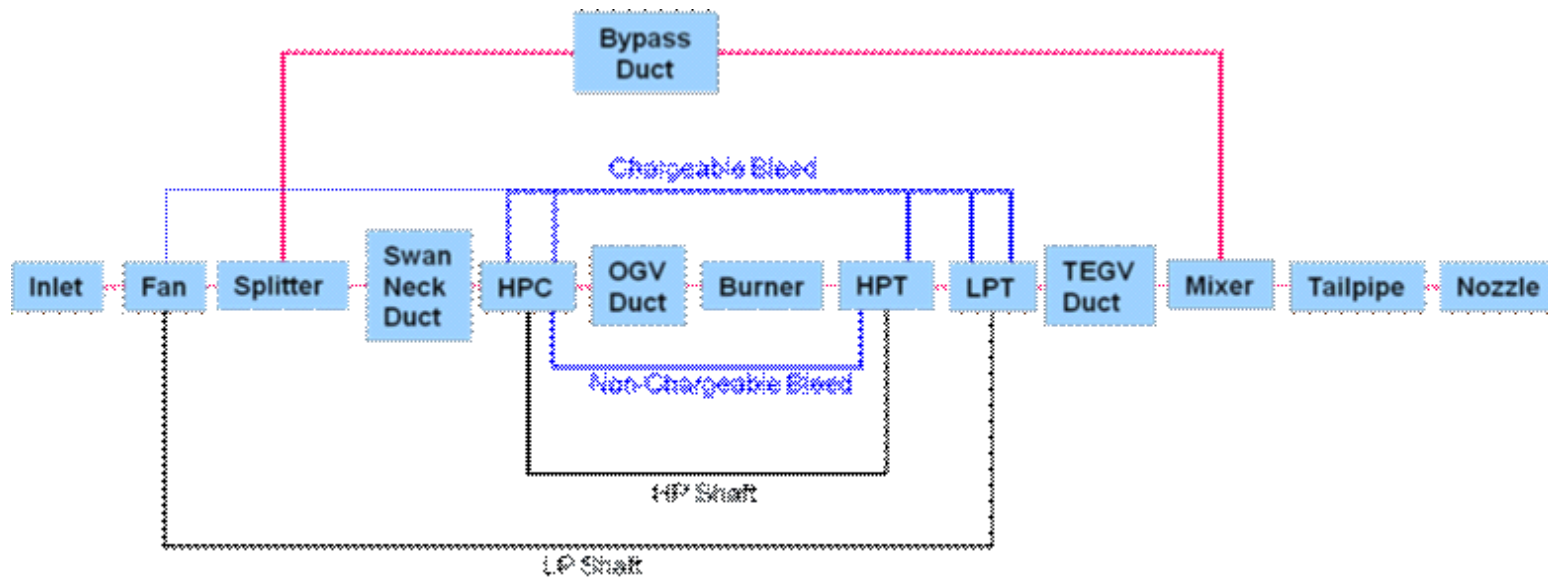 Bypass
Duct
Chargeable Bleed
Inlet
Fan
Splitter
Swan
Neck
Duct
HPC
OGV
Duct
Burner
HPT
LPT
TEGV
Duct
Mixer
Tailpipe
Nozzle
Non-Chargeable Bleed
HP Shaft
LP Shaft